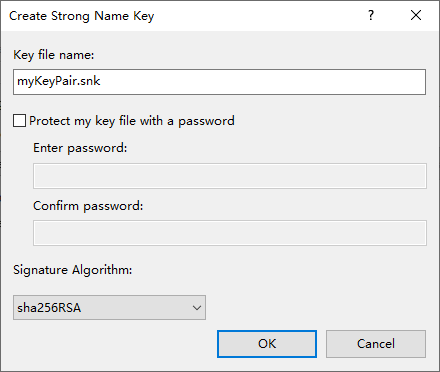 Create Strong Name Key
Key file name:
myKeyPair.snk
Protect my key file with a password
Enter password:
Confirm password:
Signature Algorithm:
sha256RSA
OK Cancel